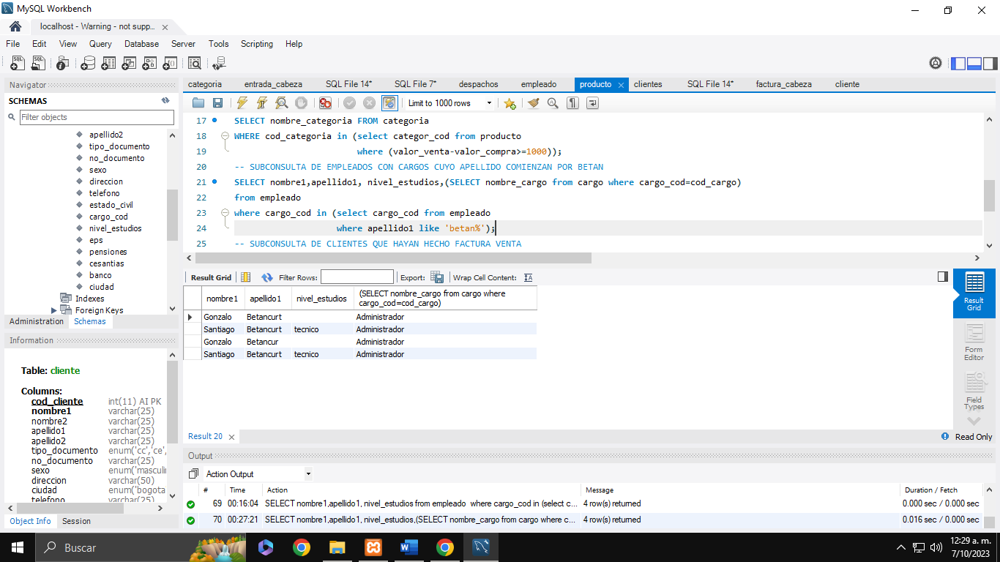 MySQL Workbench
localhost - Warning - not supp...
File Edit View Query Database Server Tools Scripting Help
Navigator
SCHEMAS
Filter objects
apellido2
tipo_documento
no_documento
sexo
direccion
telefono
estado_civil
cargo_cod
nivel_estudios
eps
pensiones
cesantias
banco
ciudad
Indexes
Foreign Keys
Administration Schemas
Information
Table: cliente
Columns:
cod_cliente int(11) AI PK
nombre1 varchar(25)
nombre2 varchar(25)
apellido1 varchar(25)
apellido2 varchar(25)
tipo_documento enum('cc','ce',
no_documento varchar(25)
sexo enum('masculi
direccion varchar(50)
ciudad enum('bogota
telefono varchar(25)
Object Info Session
categoria entrada_cabeza SQL File 14* SQL File 7* despachos empleado producto clientes SQL File 14* factura_cabeza cliente
Limit to 1000 rows
17 SELECT nombre_categoria FROM categoria
18 WHERE cod_categoria in (select categor_cod from producto
19 where (valor_venta-valor_compra>=1000));
20 -- SUBCONSULTA DE EMPLEADOS CON CARGOS CUYO APELLIDO COMIENZAN POR BETAN
21 SELECT nombre1,apellido1, nivel_estudios,(SELECT nombre_cargo from cargo where cargo_cod=cod_cargo)
22 from empleado
23 where cargo_cod in (select cargo_cod from empleado
24 where apellido1 like 'betan%');
25 -- SUBCONSULTA DE CLIENTES QUE HAYAN HECHO FACTURA VENTA
Result Grid Filter Rows: Export: Wrap Cell Content:
nombre1 apellido1 nivel_estudios (SELECT nombre_cargo from cargo where
cargo_cod=cod_cargo)
Gonzalo Betancurt Administrador
Santiago Betancurt tecnico Administrador
Gonzalo Betancur Administrador
Santiago Betancurt tecnico Administrador
Result
Grid
Form
Editor
Field
Types
Result 20
Read Only
Output
Action Output
# Time Action Message Duration / Fetch
69 00:16:04 SELECT nombre1,apellido1, nivel_estudios from empleado where cargo_cod in (select c... 4 row(s) returned 0.000 sec / 0.000 sec
70 00:27:21 SELECT nombre1,apellido1, nivel_estudios,(SELECT nombre_cargo from cargo where c... 4 row(s) returned 0.016 sec / 0.000 sec
Buscar
12:29 a. m.
7/10/2023